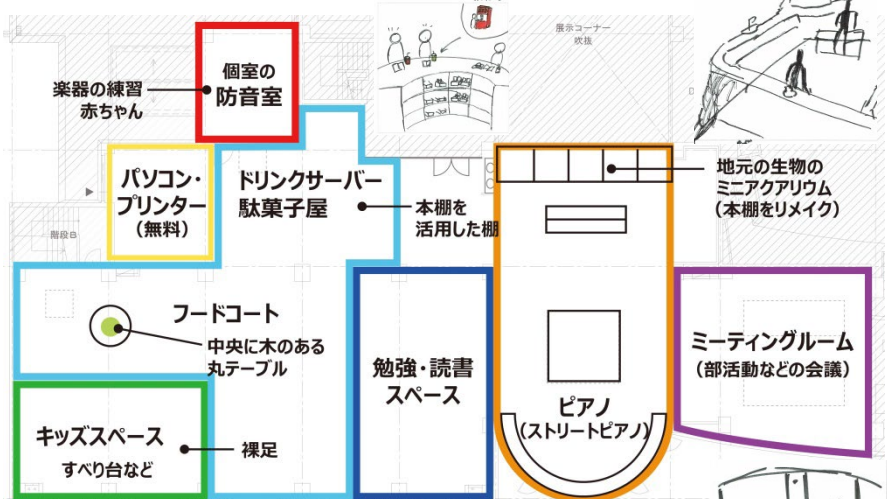 展示コーナー
吹抜
楽器の練習
赤ちゃん
個室の
防音室
パソコン・
プリンター
(無料)
ドリンクサーバー
駄菓子屋
本棚を
活用した棚
地元の生物の
ミニアクアリウム
(本棚をリメイク)
階段B
フードコート
中央に木のある
丸テーブル
勉強・読書
スペース
ピアノ
(ストリートピアノ)
ミーティングルーム
(部活動などの会議)
キッズスペース
すべり台など
裸足